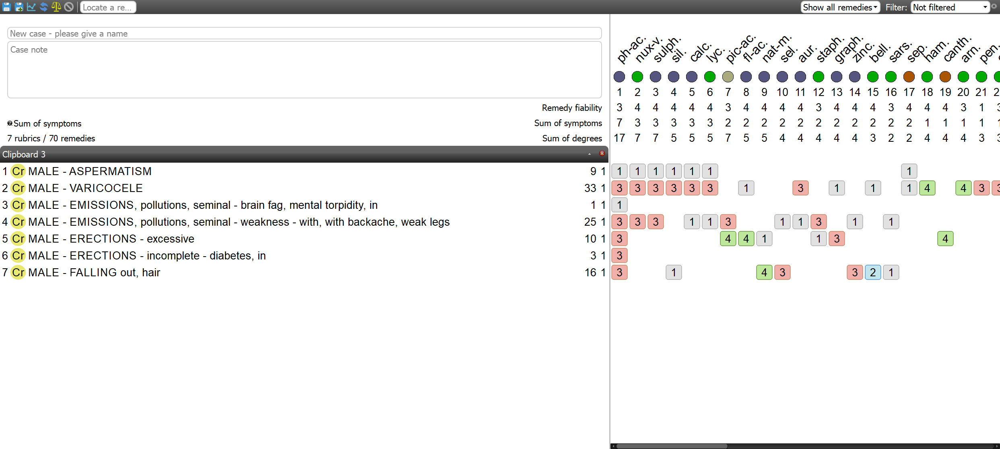 Locate a re...
Show all remedies
Filter: Not filtered
New case - please give a name
Case note
ph-ac. nux-v. sulph. sil. calc. lyc. pic-ac. fl-ac. nat-m. sel. aur. staph. graph. zinc. bell. sars. sep. ham. canth. arn. pen.
1 2 3 4 5 6 7 8 9 10 11 12 13 14 15 16 17 18 19 20 21
Remedy fiability 3 4 4 4 4 4 3 4 4 4 4 3 4 4 4 3 4 4 4 3 1
Sum of symptoms Sum of symptoms 7 3 3 3 3 3 2 2 2 2 2 2 2 2 2 2 2 1 1 1 1
7 rubrics / 70 remedies Sum of degrees 17 7 7 5 5 5 7 5 5 4 4 4 4 4 3 2 2 4 4 4 3
Clipboard 3
1 Cr MALE - ASPERMATISM 9 1 1 1 1 1 1 1 1
2 Cr MALE - VARICOCELE 33 1 3 3 3 3 3 3 1 3 1 1 1 4 4 3 3
3 Cr MALE - EMISSIONS, pollutions, seminal - brain fag, mental torpidity, in 1 1 1
4 Cr MALE - EMISSIONS, pollutions, seminal - weakness - with, with backache, weak legs 25 1 3 3 3 1 1 3 1 1 3 1 1
5 Cr MALE - ERECTIONS - excessive 10 1 3 4 4 1 1 3 4
6 Cr MALE - ERECTIONS - incomplete - diabetes, in 3 1 3
7 Cr MALE - FALLING out, hair 16 1 3 1 4 3 3 2 1